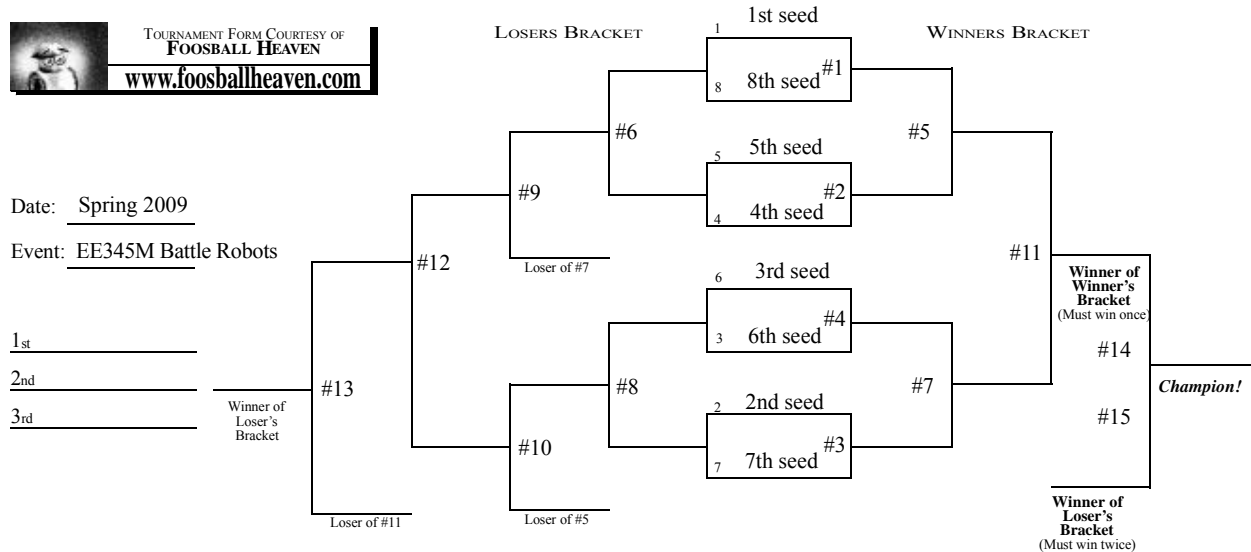 TOURNAMENT FORM COURTESY OF
FOOSBALL HEAVEN
www.foosballheaven.com
LOSERS BRACKET
WINNERS BRACKET
Date: Spring 2009
Event: EE345M Battle Robots
1st
2nd
3rd
1 1st seed
#1
8 8th seed
5 5th seed
#2
4 4th seed
6 3rd seed
#4
3 6th seed
2 2nd seed
#3
7 7th seed
#6
#5
#9
Loser of #7
#12
#8
#7
#10
Loser of #5
#13
Loser of #11
Winner of
Loser's
Bracket
#11
Winner of
Winner's
Bracket
(Must win once)
#14
Champion!
#15
Winner of
Loser's
Bracket
(Must win twice)